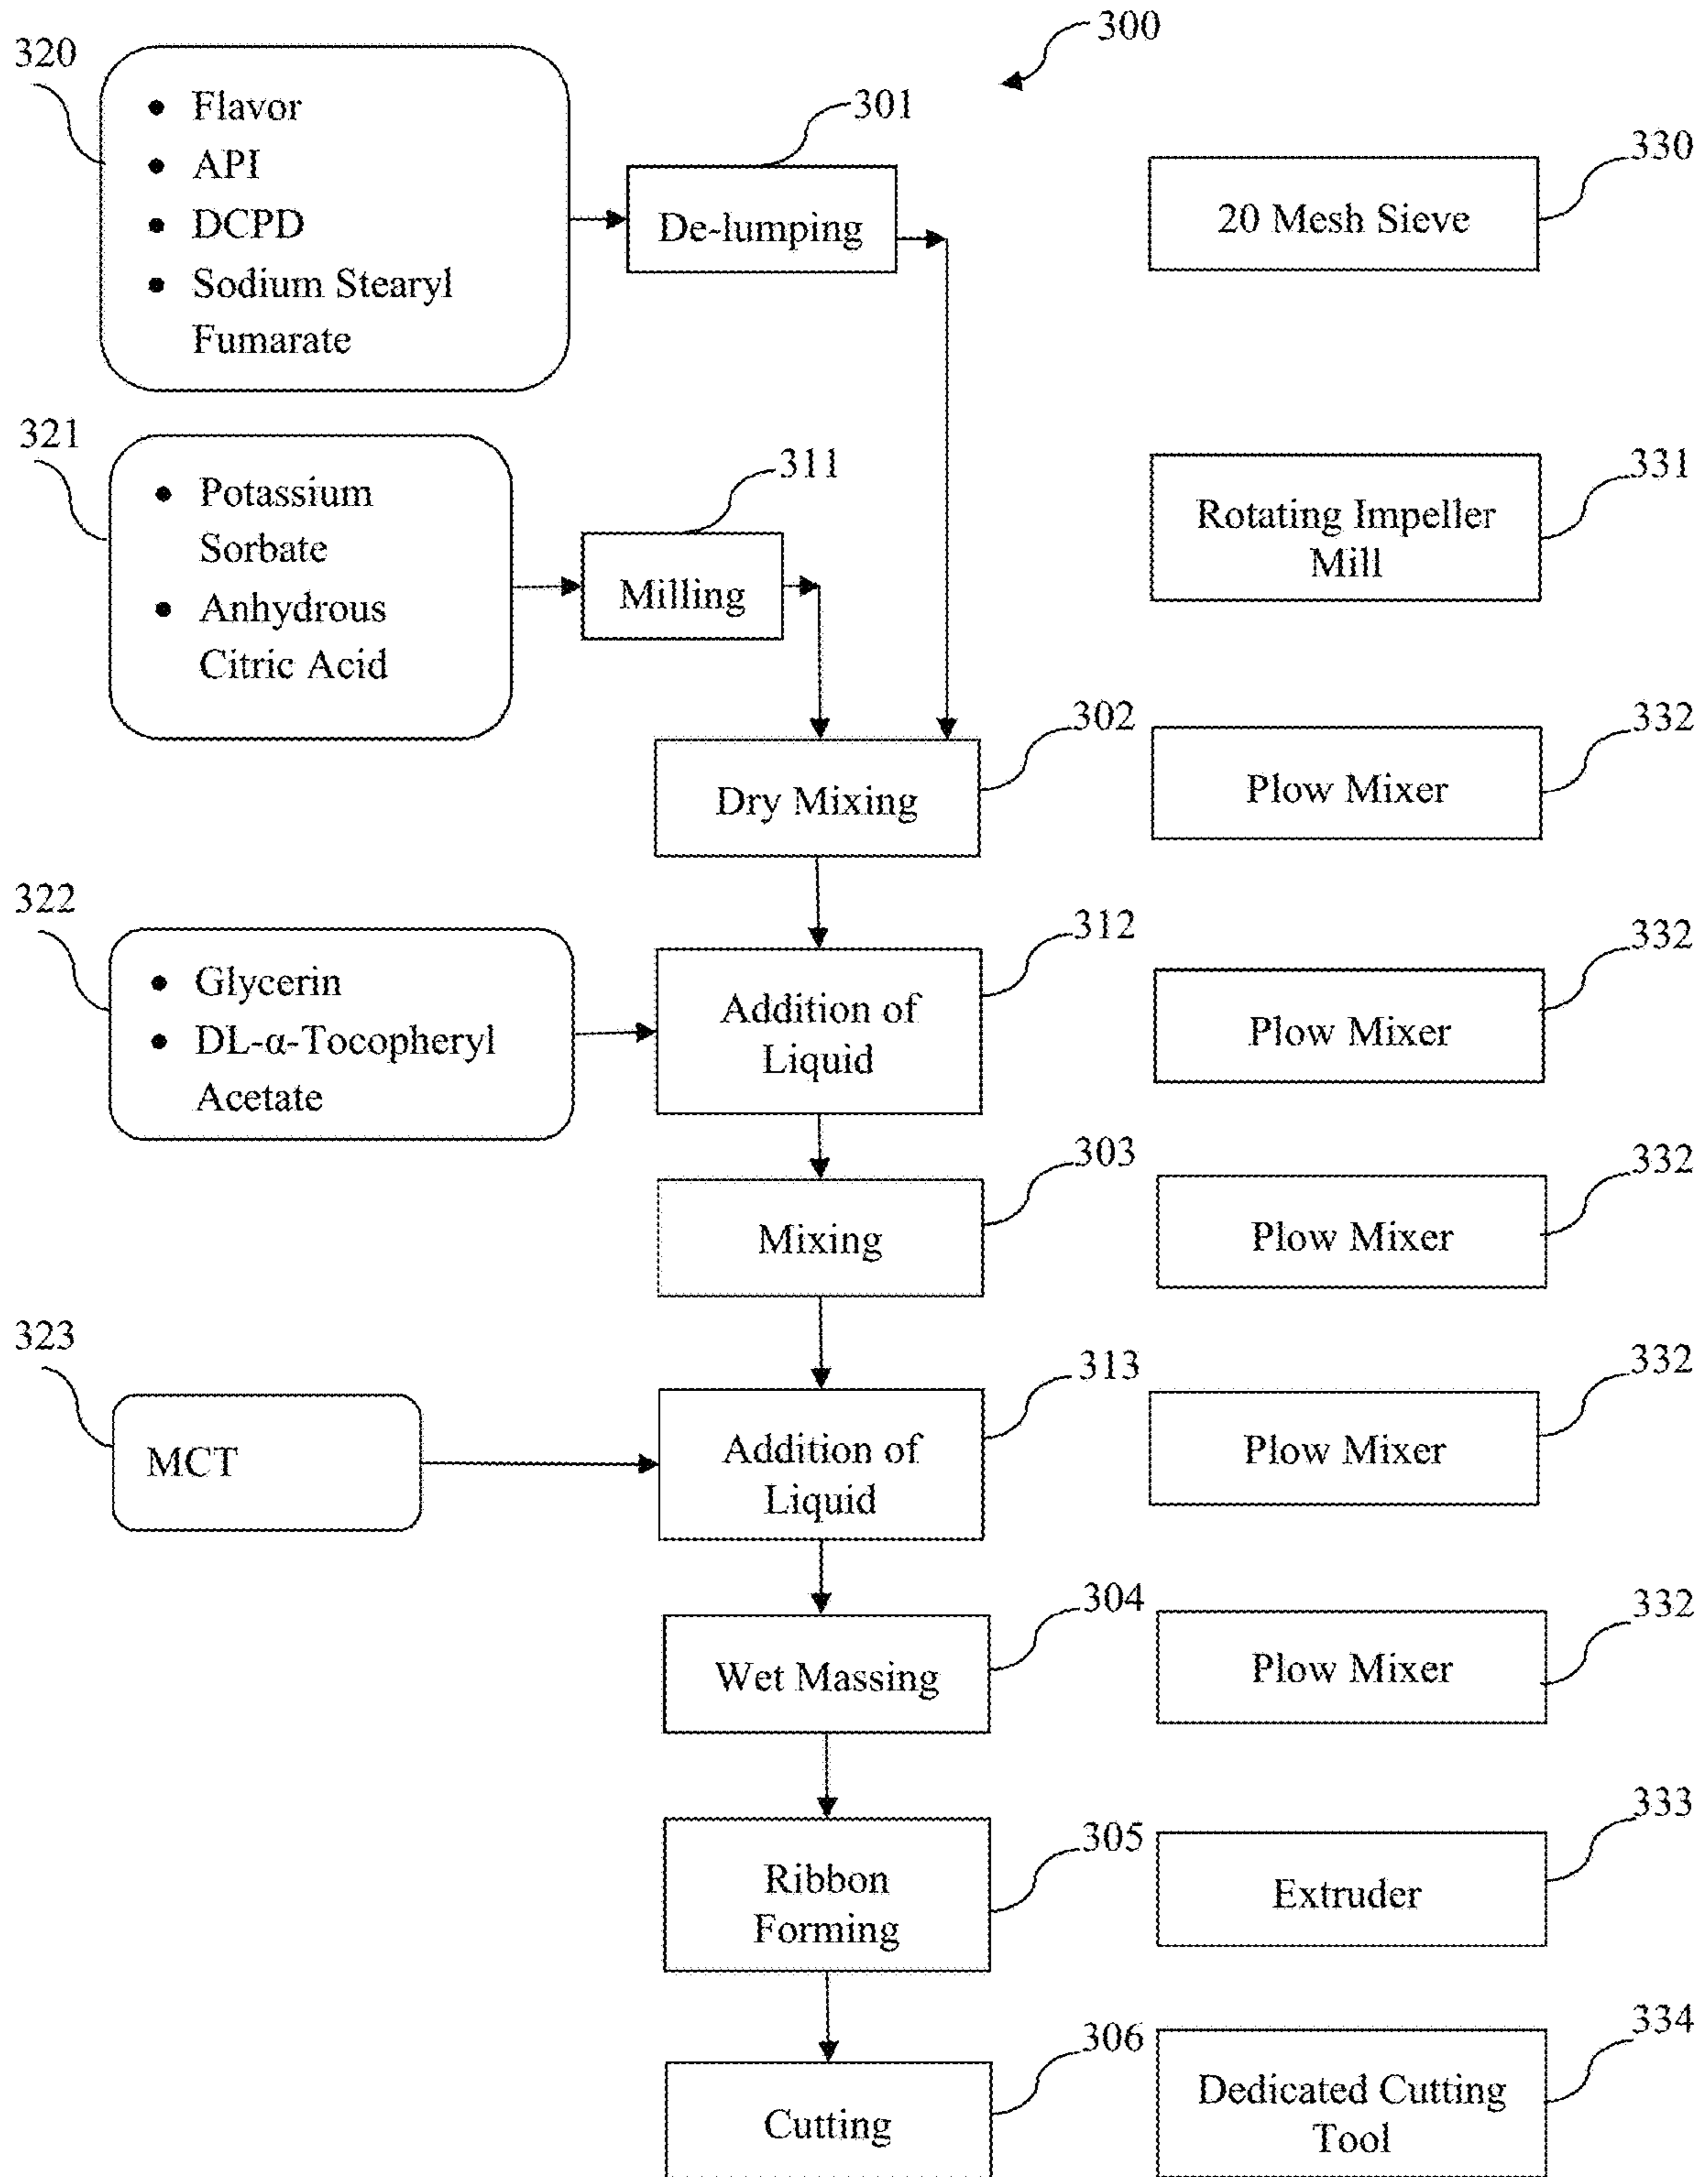 300
320
• Flavor
• API
• DCPD
• Sodium Stearyl
Fumarate
301
De-lumping
330
20 Mesh Sieve
321
• Potassium
Sorbate
• Anhydrous
Citric Acid
311
Milling
331
Rotating Impeller
Mill
302
Dry Mixing
332
Plow Mixer
322
• Glycerin
• DL-α-Tocopheryl
Acetate
312
Addition of
Liquid
332
Plow Mixer
303
Mixing
332
Plow Mixer
323
MCT
313
Addition of
Liquid
332
Plow Mixer
304
Wet Massing
332
Plow Mixer
305
Ribbon
Forming
333
Extruder
306
Cutting
334
Dedicated Cutting
Tool